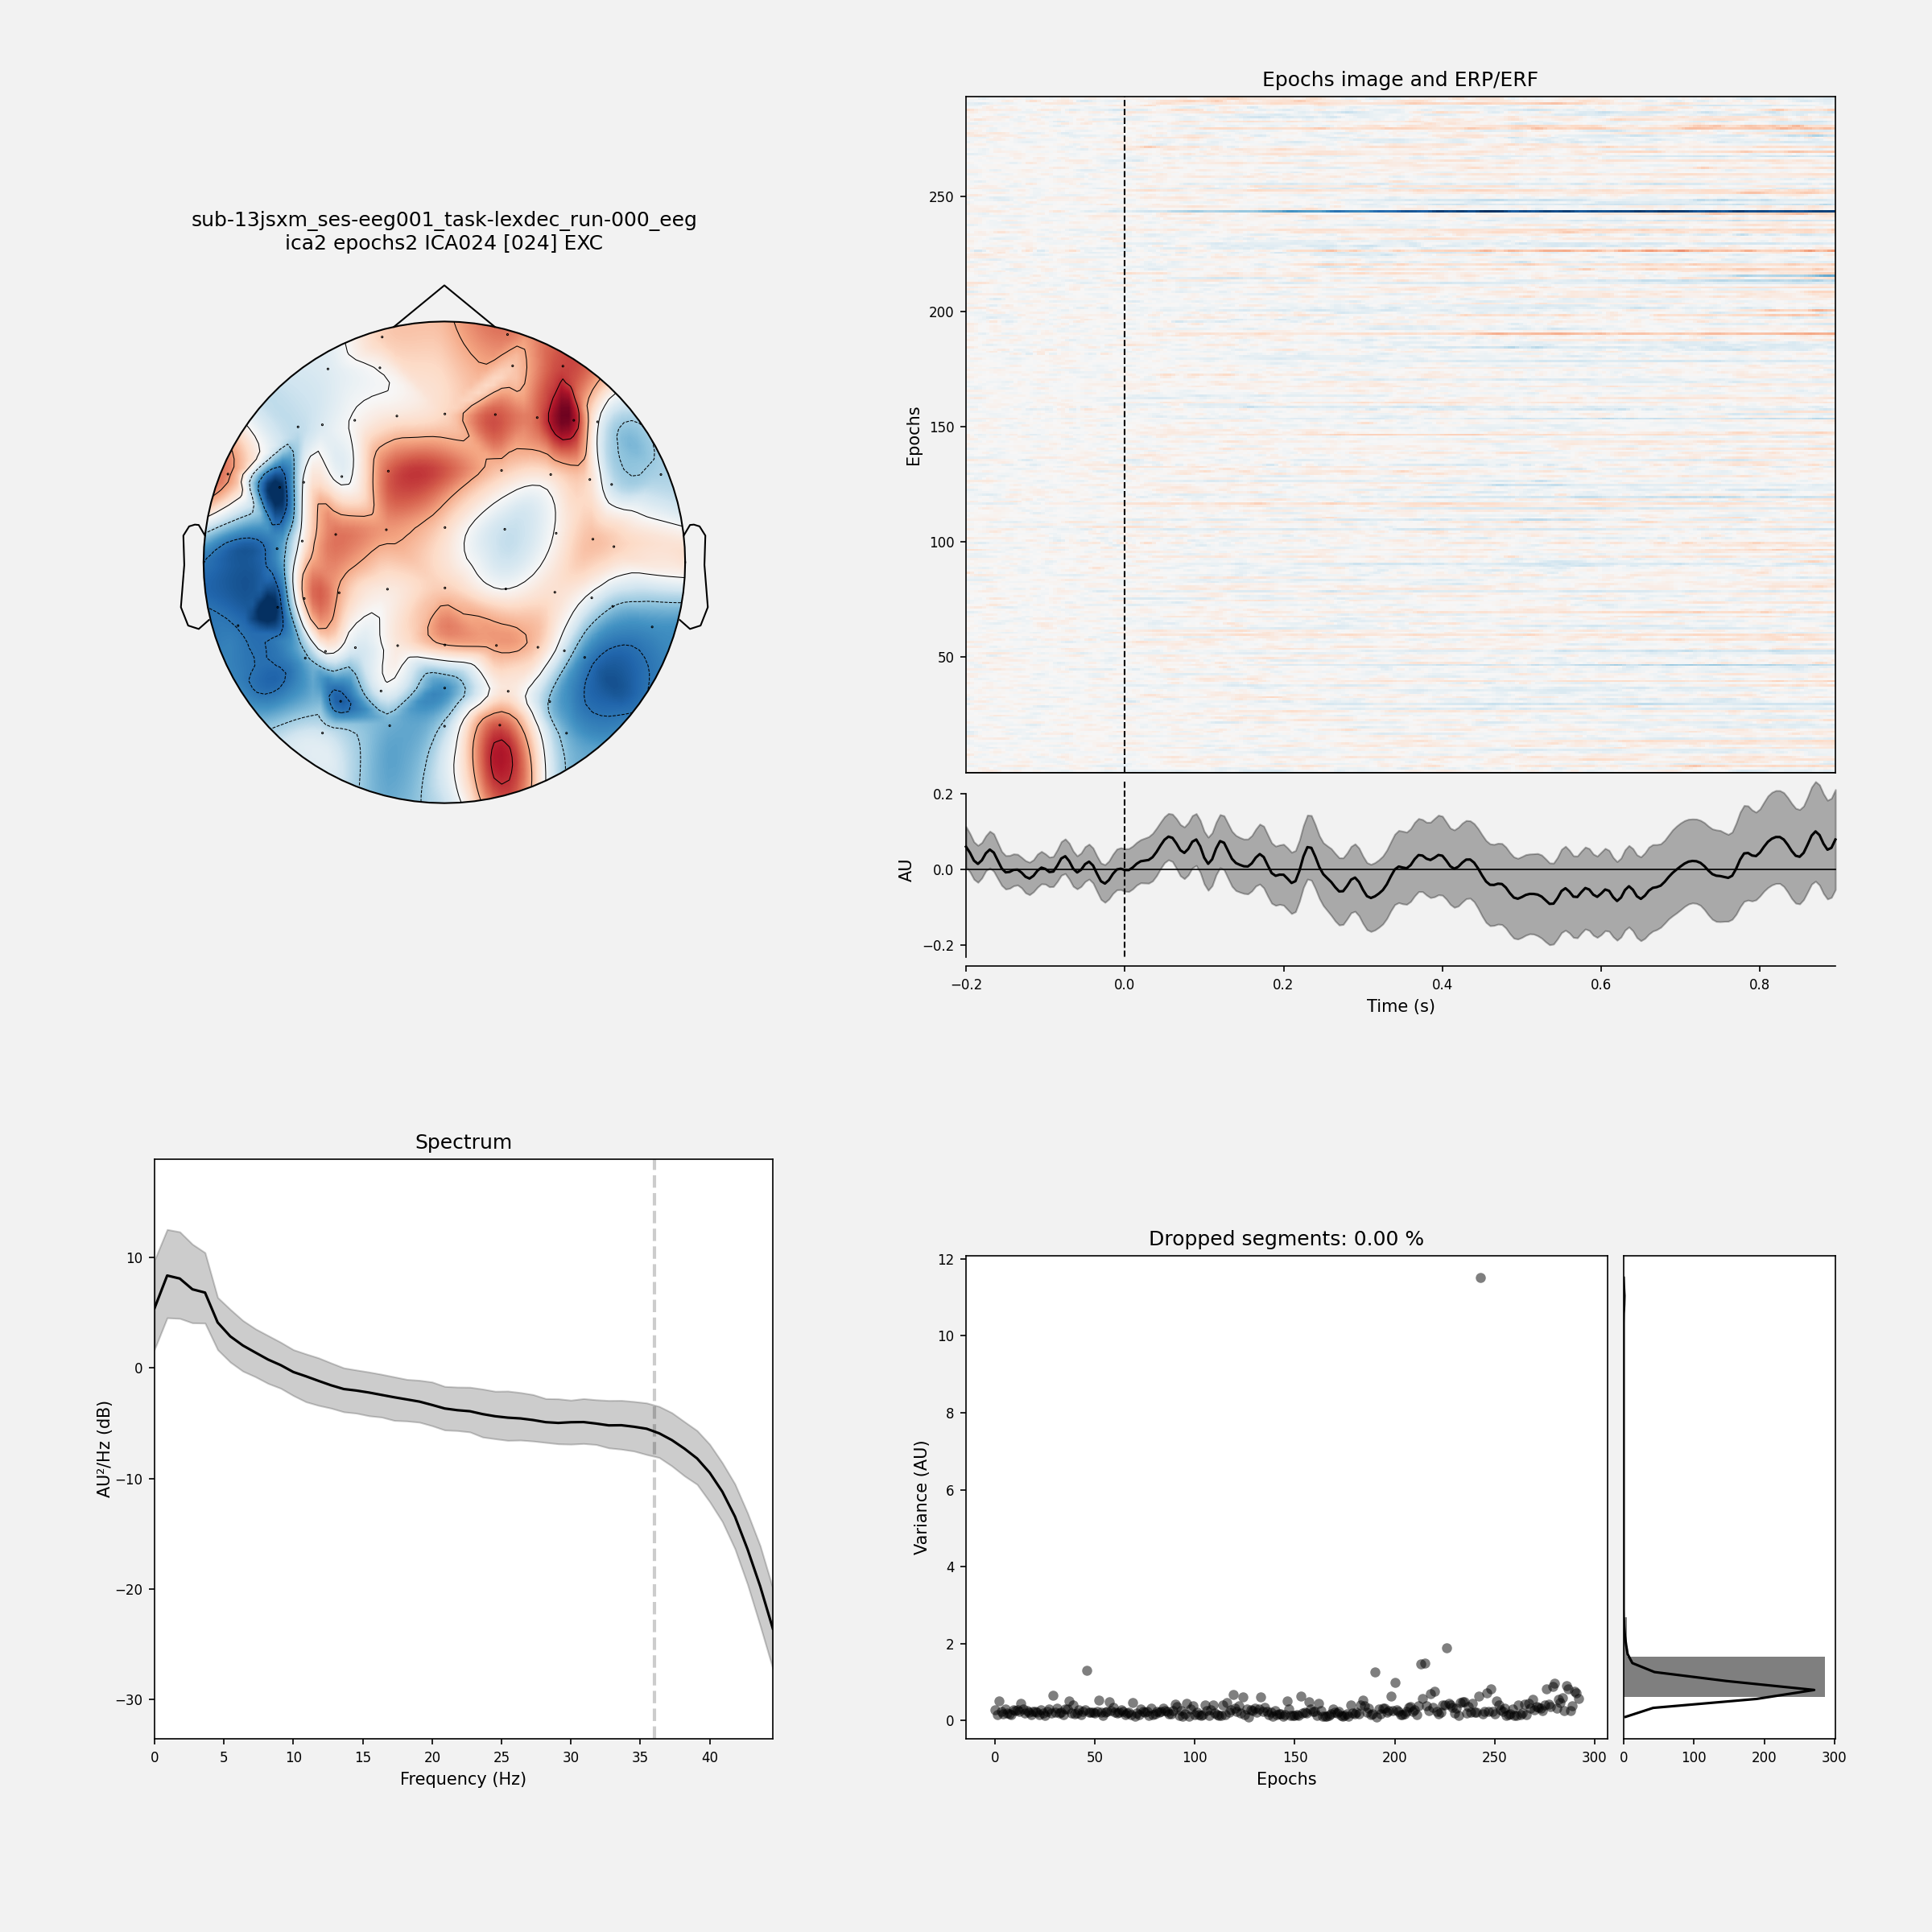 sub-13jsxm_ses-eeg001_task-lexdec_run-000_eeg
ica2 epochs2 ICA024 [024] EXC
Epochs image and ERP/ERF
Epochs
250
200
150
100
50
AU
0.2
0.0
−0.2
−0.2 0.0 0.2 0.4 0.6 0.8
Time (s)
Spectrum
AU²/Hz (dB)
10
0
−10
−20
−30
0 5 10 15 20 25 30 35 40
Frequency (Hz)
Dropped segments: 0.00 %
Variance (AU)
12
10
8
6
4
2
0
0 50 100 150 200 250 300
Epochs
0 100 200 300